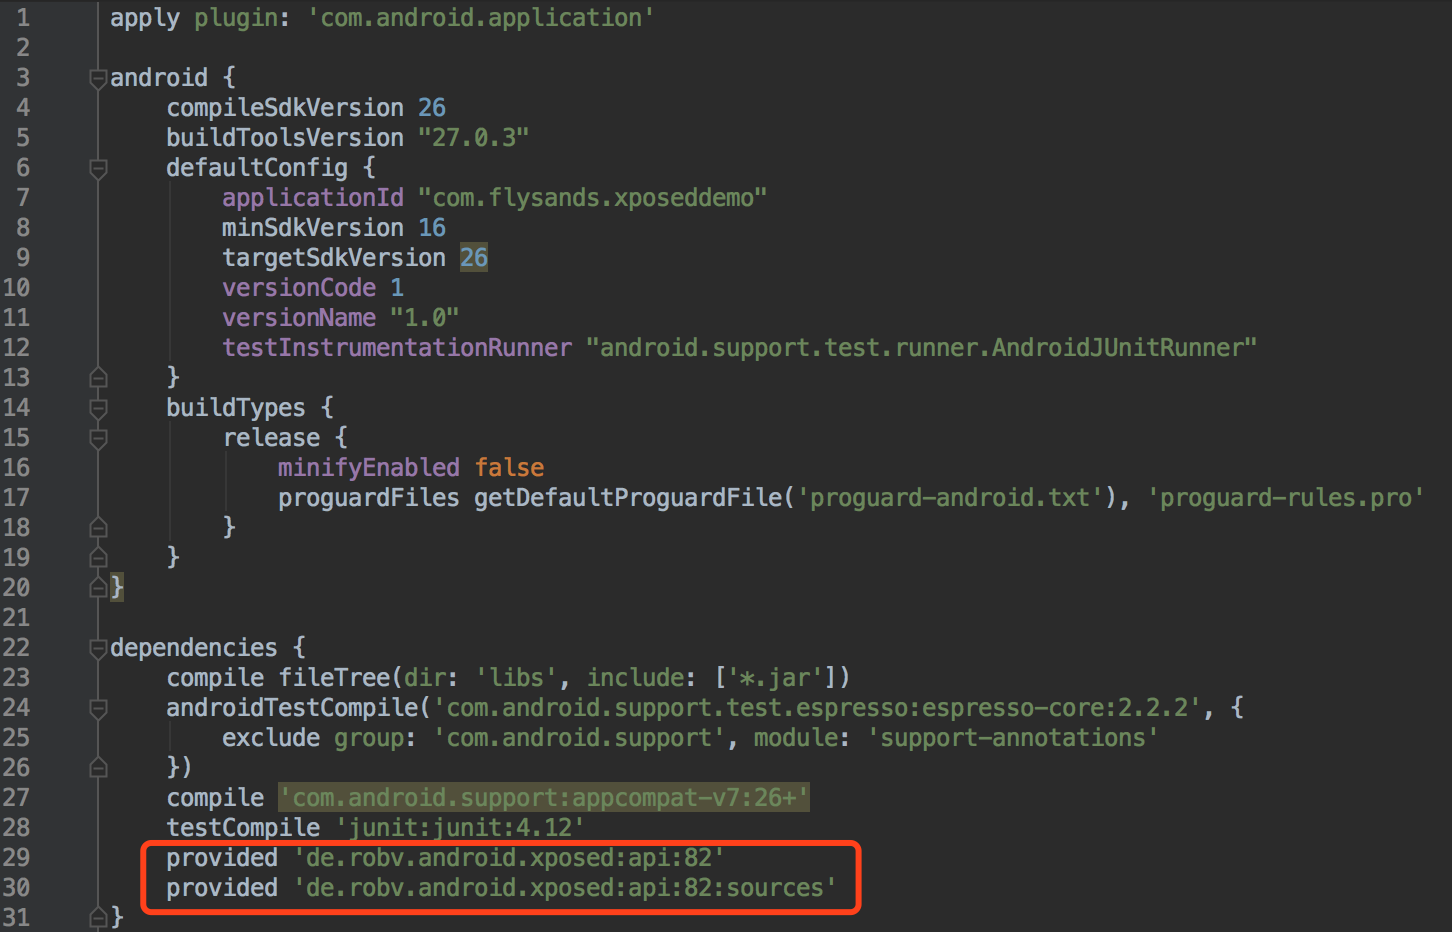 1 apply plugin: 'com.android.application'
2
3 android {
4 compileSdkVersion 26
5 buildToolsVersion "27.0.3"
6 defaultConfig {
7 applicationId "com.flysands.xposeddemo"
8 minSdkVersion 16
9 targetSdkVersion 26
10 versionCode 1
11 versionName "1.0"
12 testInstrumentationRunner "android.support.test.runner.AndroidJUnitRunner"
13 }
14 buildTypes {
15 release {
16 minifyEnabled false
17 proguardFiles getDefaultProguardFile('proguard-android.txt'), 'proguard-rules.pro'
18 }
19 }
20 }
21
22 dependencies {
23 compile fileTree(dir: 'libs', include: ['*.jar'])
24 androidTestCompile('com.android.support.test.espresso:espresso-core:2.2.2', {
25 exclude group: 'com.android.support', module: 'support-annotations'
26 })
27 compile 'com.android.support:appcompat-v7:26+'
28 testCompile 'junit:junit:4.12'
29 provided 'de.robv.android.xposed:api:82'
30 provided 'de.robv.android.xposed:api:82:sources'
31 }